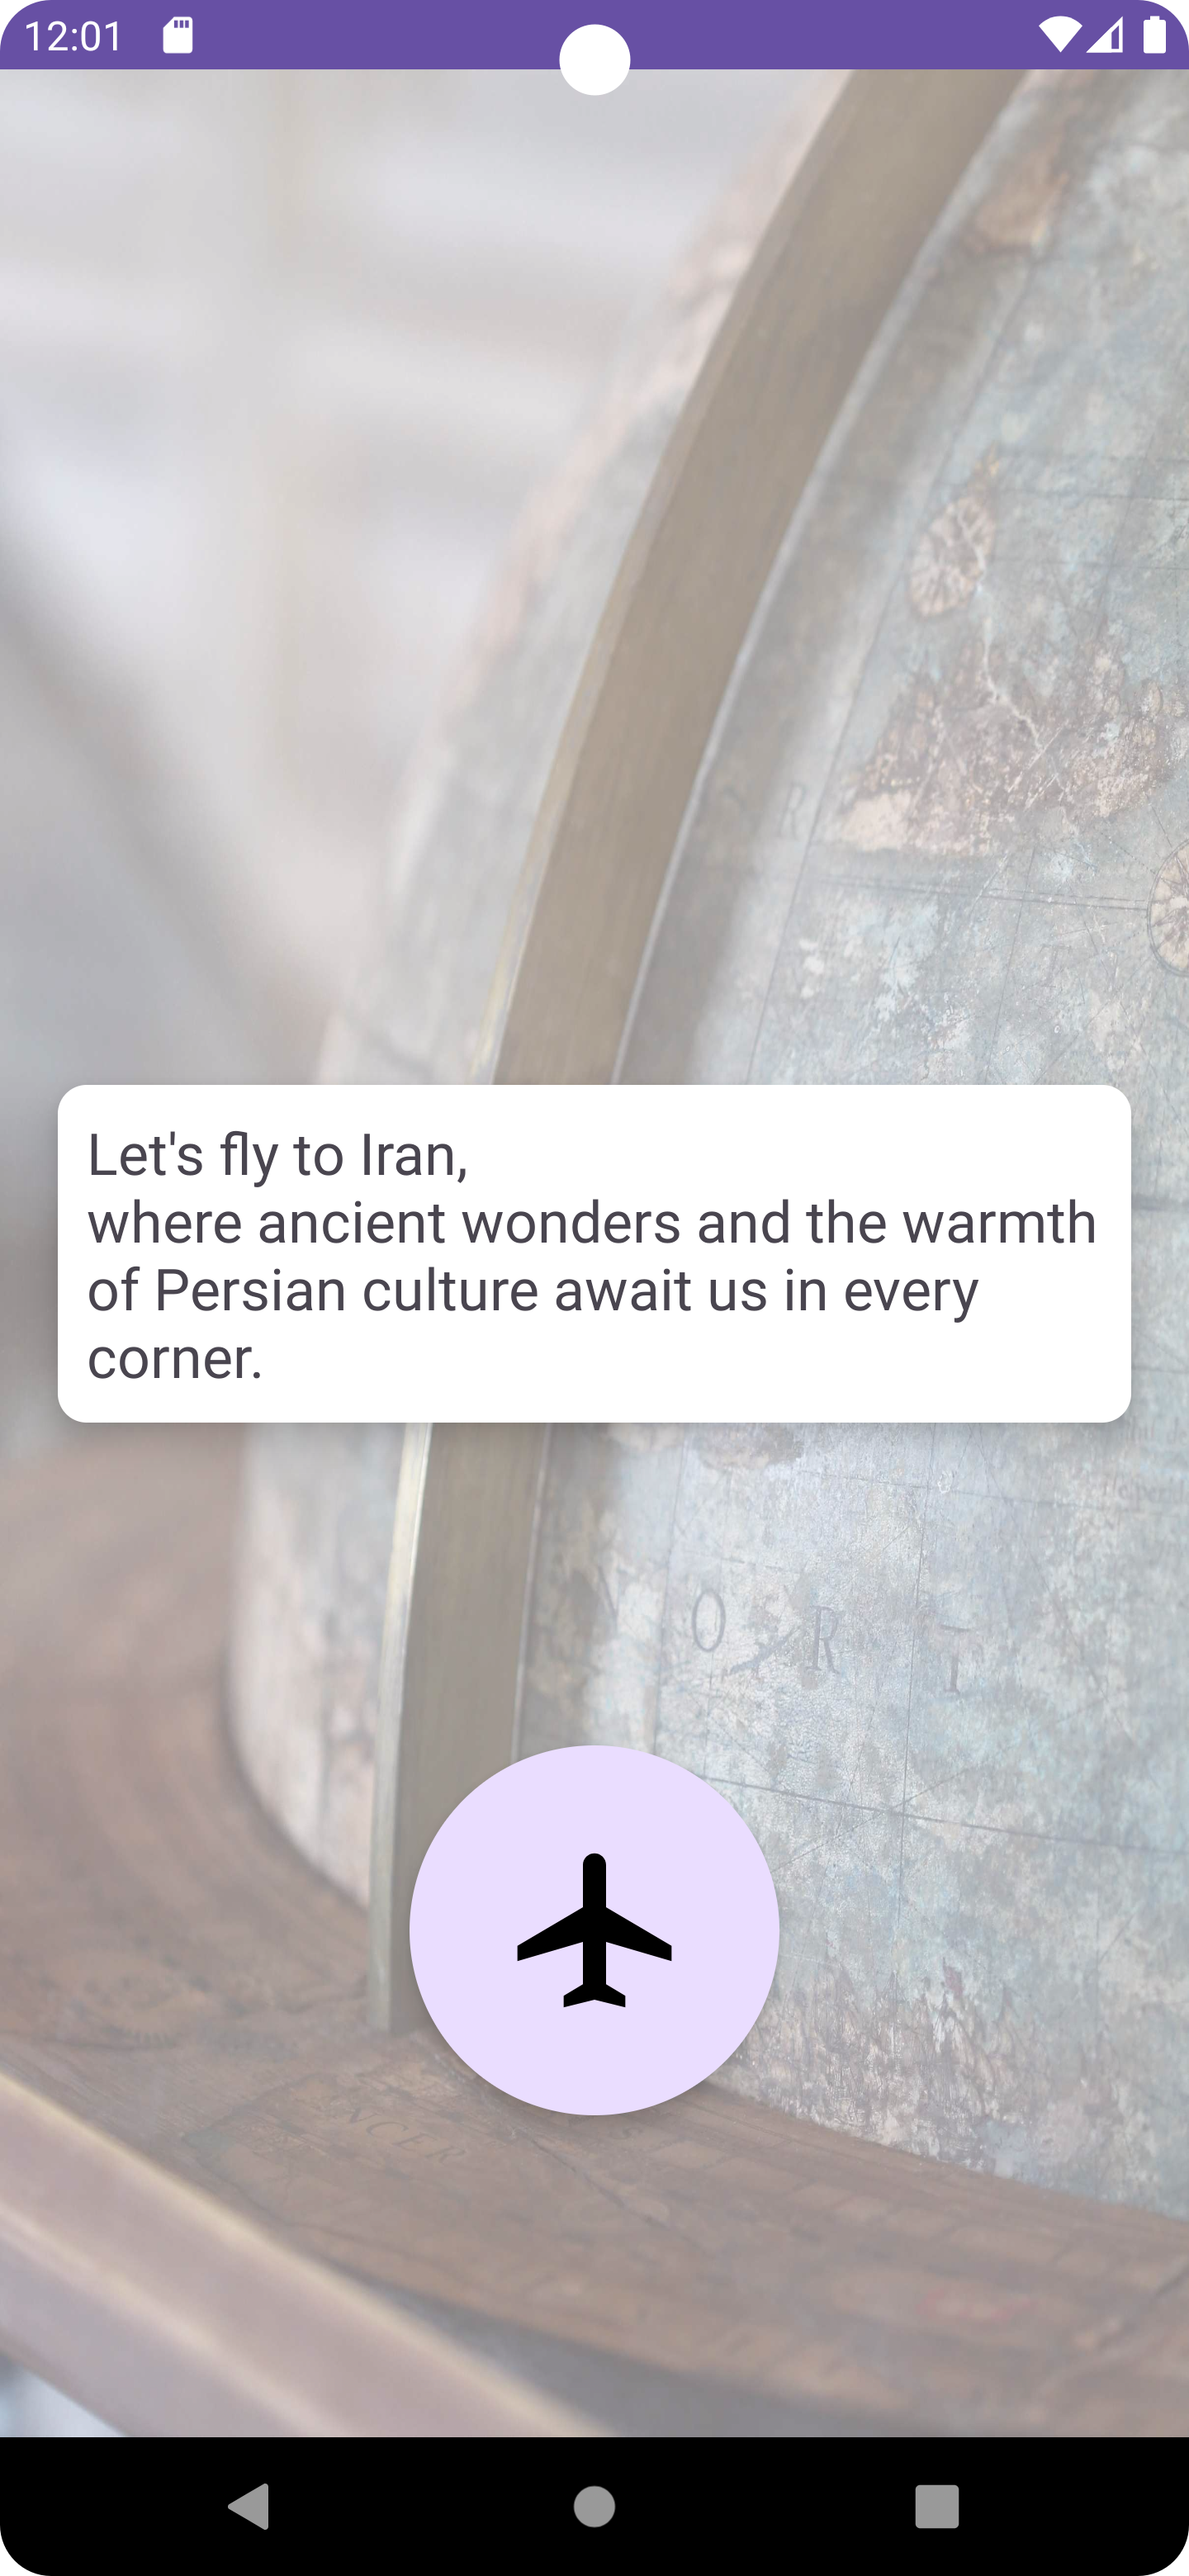 12:01
Let's fly to Iran,
where ancient wonders and the warmth
of Persian culture await us in every
corner.